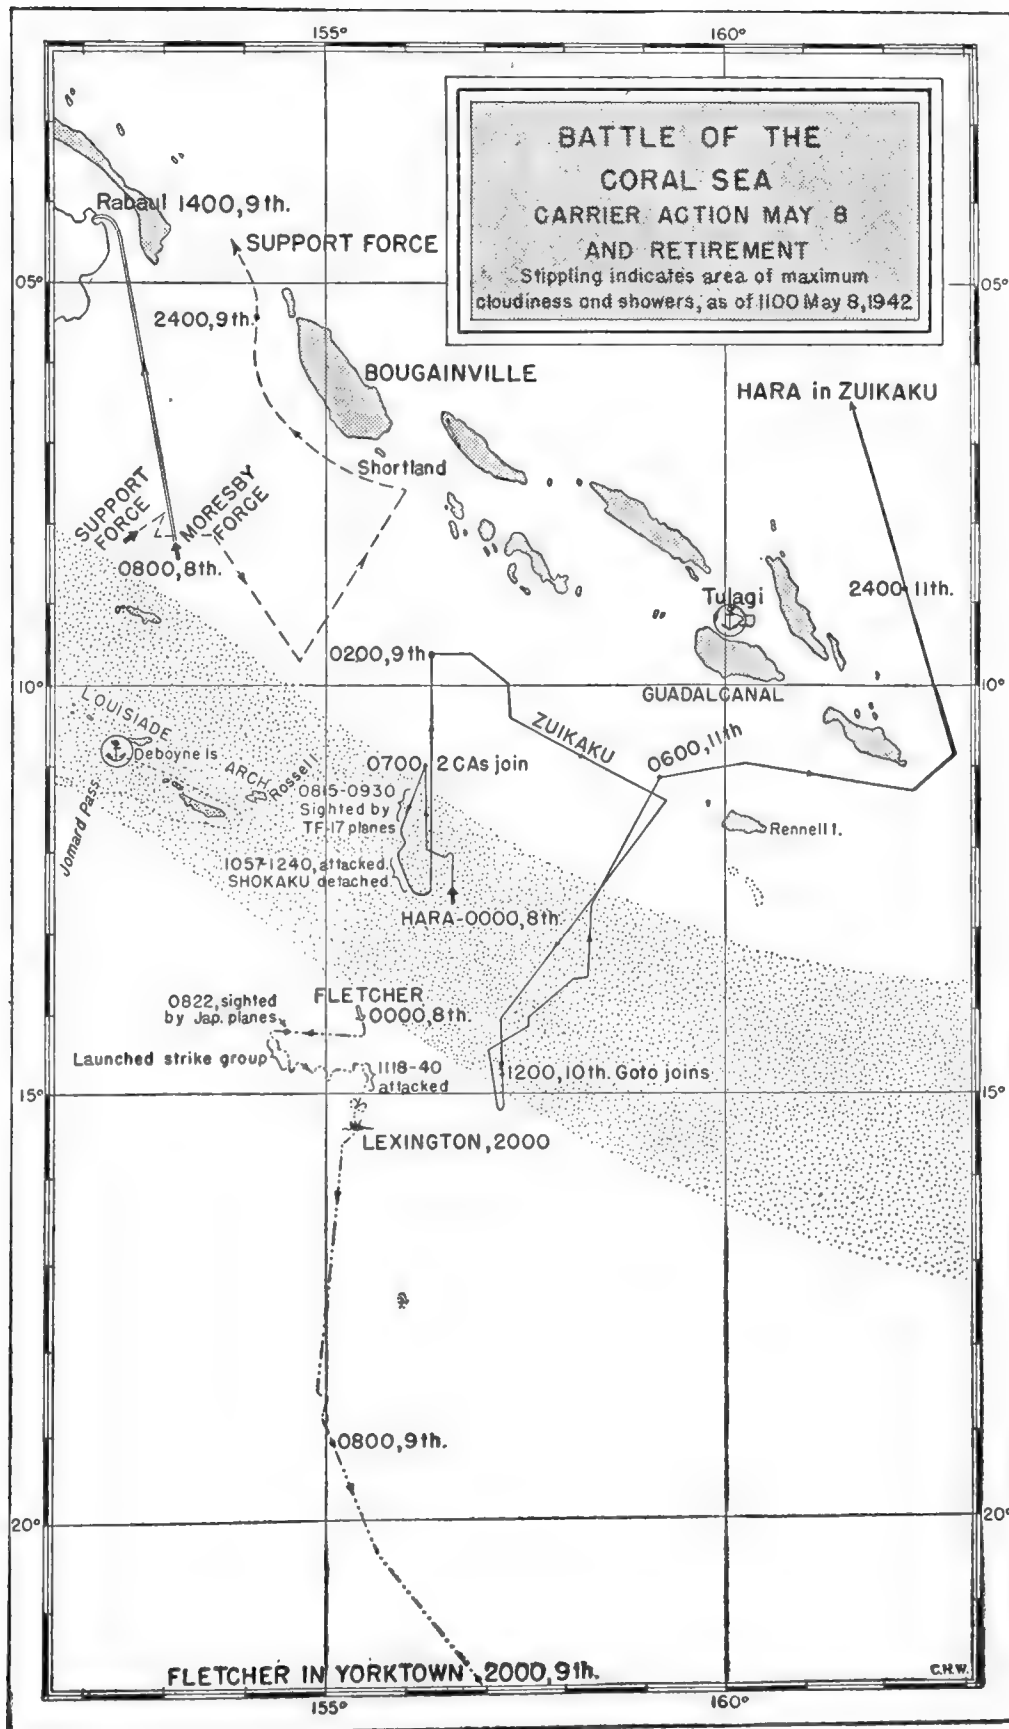 155°
160°
BATTLE OF THE
CORAL SEA
CARRIER ACTION MAY 8
AND RETIREMENT
Stippling indicates area of maximum
cloudiness and showers, as of 1100 May 8, 1942
Rabaul 1400, 9th.
SUPPORT FORCE
05°
05°
2400, 9th.
BOUGAINVILLE
HARA in ZUIKAKU
Shortland
SUPPORT
FORCE
MORESBY
FORCE
0800, 8th.
2400-11th.
Tulagi
0200, 9th
10°
10°
GUADALCANAL
LOUISIADE
ARCH.
Deboyne Is
Rossel I
Jomard Pass
ZUIKAKU
0600, 11th
0700 2 CAs join
0815-0930
Sighted by
TF-17 planes
Rennell I.
1057-1240, attacked.
SHOKAKU detached.
HARA-0000, 8th.
FLETCHER
0000, 8th.
0822, sighted
by Jap. planes
Launched strike group
1118-40
attacked
1200, 10th. Goto joins
15°
15°
LEXINGTON, 2000
0800, 9th.
20°
20°
FLETCHER IN YORKTOWN 2000, 9th.
C.H.W.
155°
160°